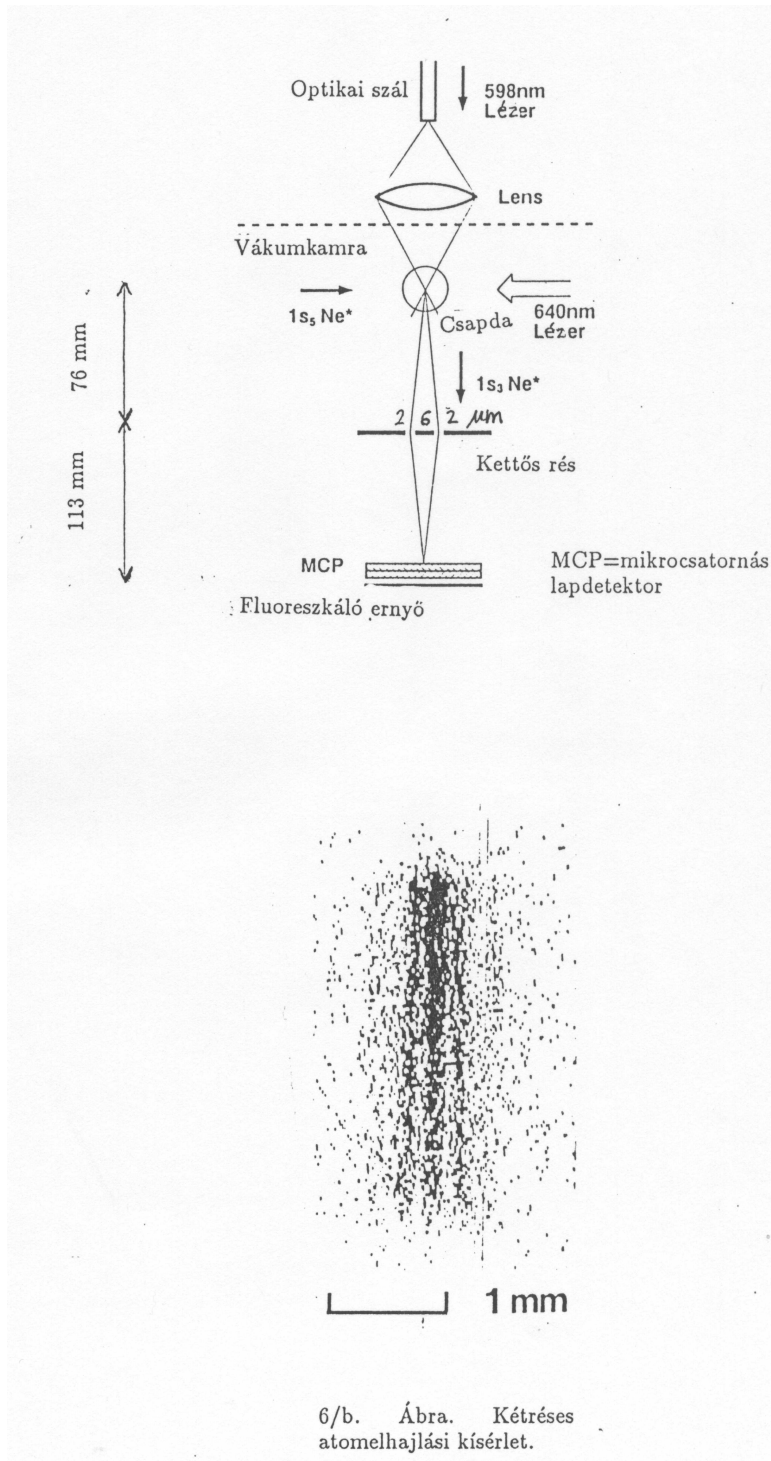 Optikai szál
598nm
Lézer
Lens
Vákumkamra
1s₅ Ne*
Csapda
640nm
Lézer
76 mm
1s₃ Ne*
2 6 2 μm
Kettős rés
113 mm
MCP
MCP=mikrocsatornás
lapdetektor
Fluoreszkáló ernyő
1 mm
6/b. Ábra. Kétréses
atomelhajlási kísérlet.